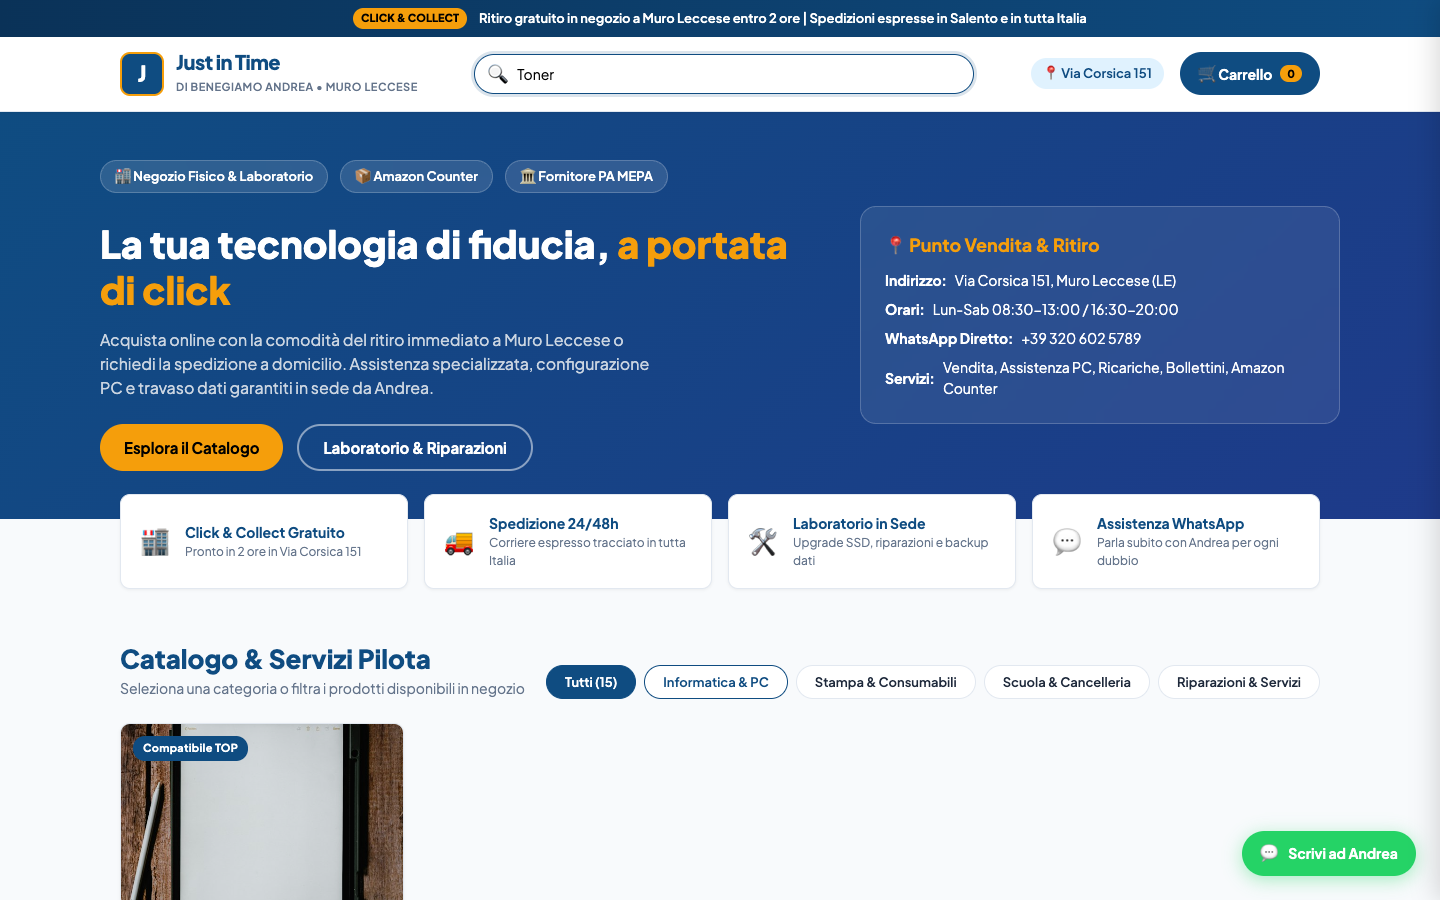 CLICK & COLLECT Ritiro gratuito in negozio a Muro Leccese entro 2 ore | Spedizioni espresse in Salento e in tutta Italia
J
Just in Time
DI BENEGIAMO ANDREA • MURO LECCESE
Toner
Via Corsica 151
Carrello 0
Negozio Fisico & Laboratorio
Amazon Counter
Fornitore PA MEPA
La tua tecnologia di fiducia, a portata
di click
Acquista online con la comodità del ritiro immediato a Muro Leccese o
richiedi la spedizione a domicilio. Assistenza specializzata, configurazione
PC e travaso dati garantiti in sede da Andrea.
Esplora il Catalogo
Laboratorio & Riparazioni
Punto Vendita & Ritiro
Indirizzo: Via Corsica 151, Muro Leccese (LE)
Orari: Lun-Sab 08:30–13:00 / 16:30–20:00
WhatsApp Diretto: +39 320 602 5789
Servizi: Vendita, Assistenza PC, Ricariche, Bollettini, Amazon
Counter
Click & Collect Gratuito
Pronto in 2 ore in Via Corsica 151
Spedizione 24/48h
Corriere espresso tracciato in tutta
Italia
Laboratorio in Sede
Upgrade SSD, riparazioni e backup
dati
Assistenza WhatsApp
Parla subito con Andrea per ogni
dubbio
Catalogo & Servizi Pilota
Seleziona una categoria o filtra i prodotti disponibili in negozio
Tutti (15)
Informatica & PC
Stampa & Consumabili
Scuola & Cancelleria
Riparazioni & Servizi
Compatibile TOP
Scrivi ad Andrea